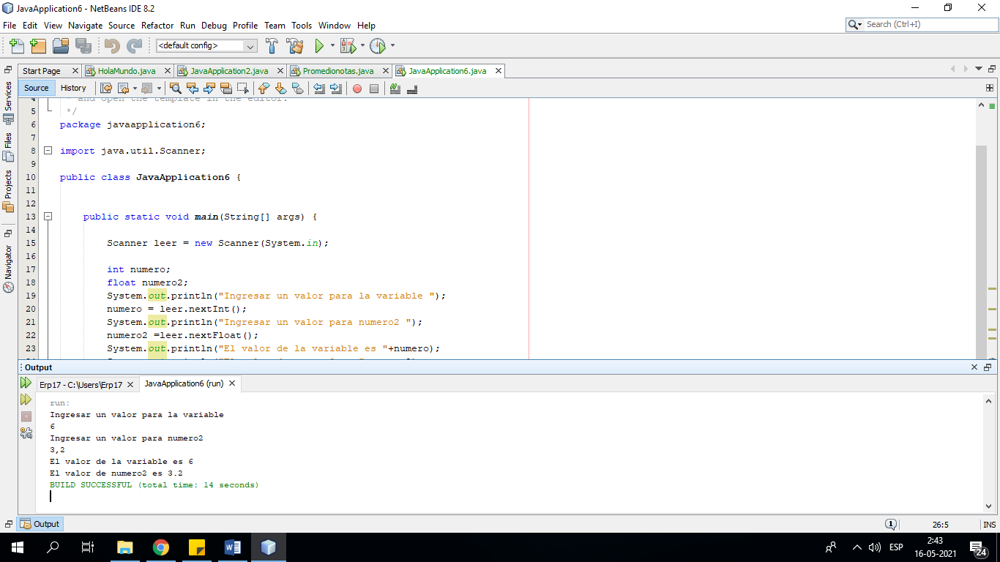 JavaApplication6 - NetBeans IDE 8.2
File Edit View Navigate Source Refactor Run Debug Profile Team Tools Window Help
Search (Ctrl+I)
<default config>
Start Page HolaMundo.java JavaApplication2.java Promedionotas.java JavaApplication6.java
Source History
Services
Files
Projects
Navigator
4 * and open the template in the editor.
5 */
6 package javaapplication6;
7
8 import java.util.Scanner;
9
10 public class JavaApplication6 {
11
12
13 public static void main(String[] args) {
14
15 Scanner leer = new Scanner(System.in);
16
17 int numero;
18 float numero2;
19 System.out.println("Ingresar un valor para la variable ");
20 numero = leer.nextInt();
21 System.out.println("Ingresar un valor para numero2 ");
22 numero2 =leer.nextFloat();
23 System.out.println("El valor de la variable es "+numero);
Output
Erp17 - C:\Users\Erp17 JavaApplication6 (run)
run:
Ingresar un valor para la variable
6
Ingresar un valor para numero2
3,2
El valor de la variable es 6
El valor de numero2 es 3.2
BUILD SUCCESSFUL (total time: 14 seconds)
Output
1 26:5 INS
ESP
2:43
16-05-2021
24